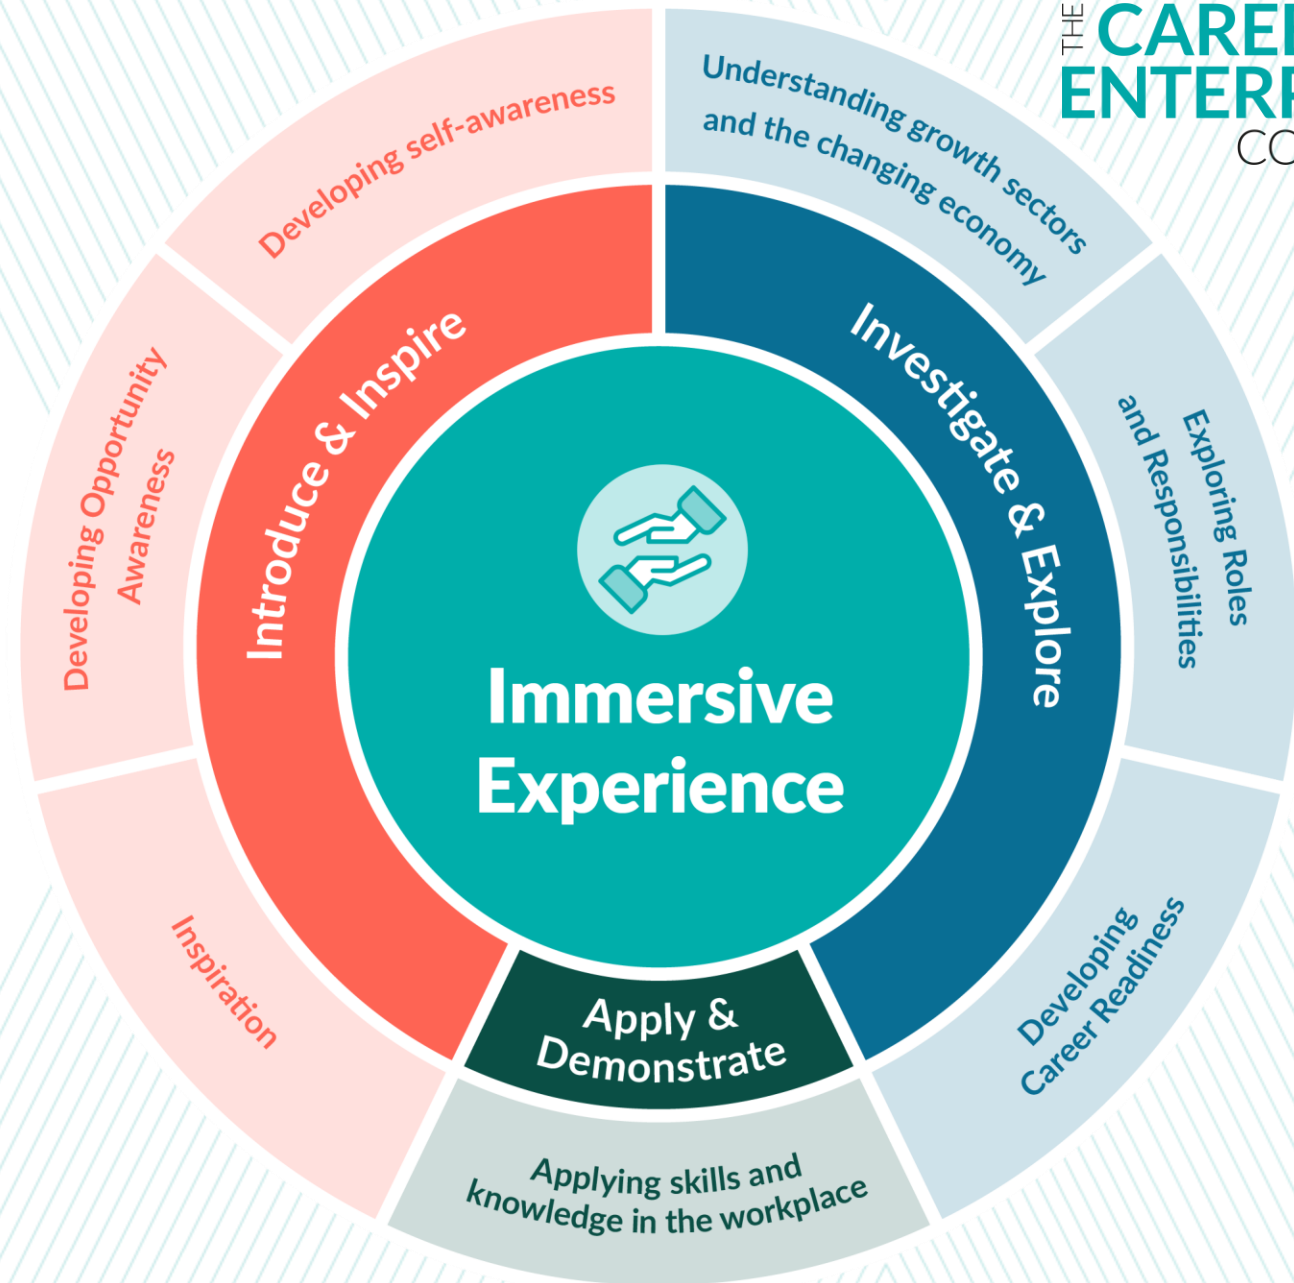 THE
CAREE
ENTERP
CO
Developing self-awareness
Understanding growth sectors
and the changing economy
Introduce & Inspire
Investigate & Explore
Developing Opportunity
Awareness
Exploring Roles
and Responsibilities
Immersive
Experience
Inspiration
Developing
Career Readiness
Apply &
Demonstrate
Applying skills and
knowledge in the workplace